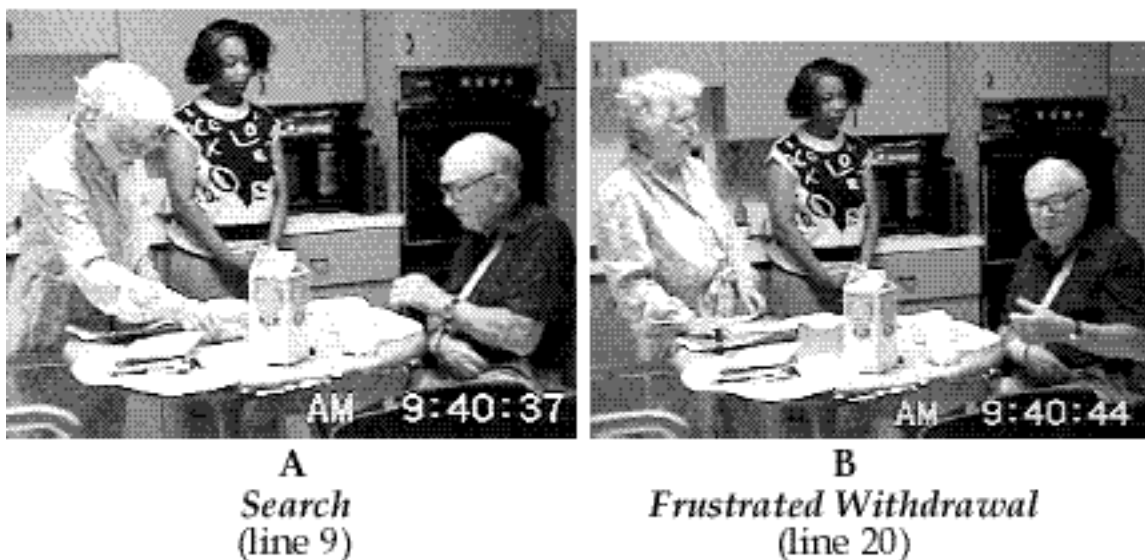 AM 9:40:37
AM 9:40:44
A
Search
(line 9)
B
Frustrated Withdrawal
(line 20)